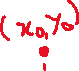 (x0, y0)